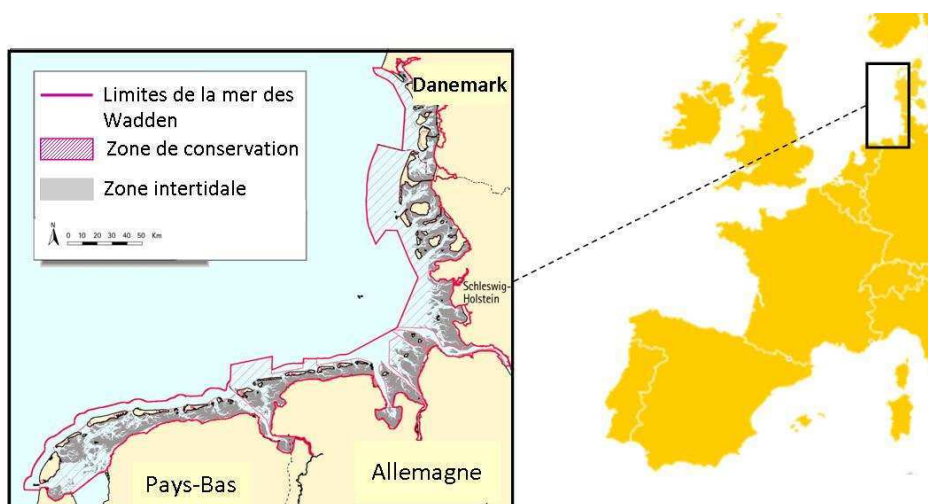 Danemark
Limites de la mer des
Wadden
Zone de conservation
Zone intertidale
N
0 10 20 30 40 50 Km
Schleswig-
Holstein
Pays-Bas
Allemagne